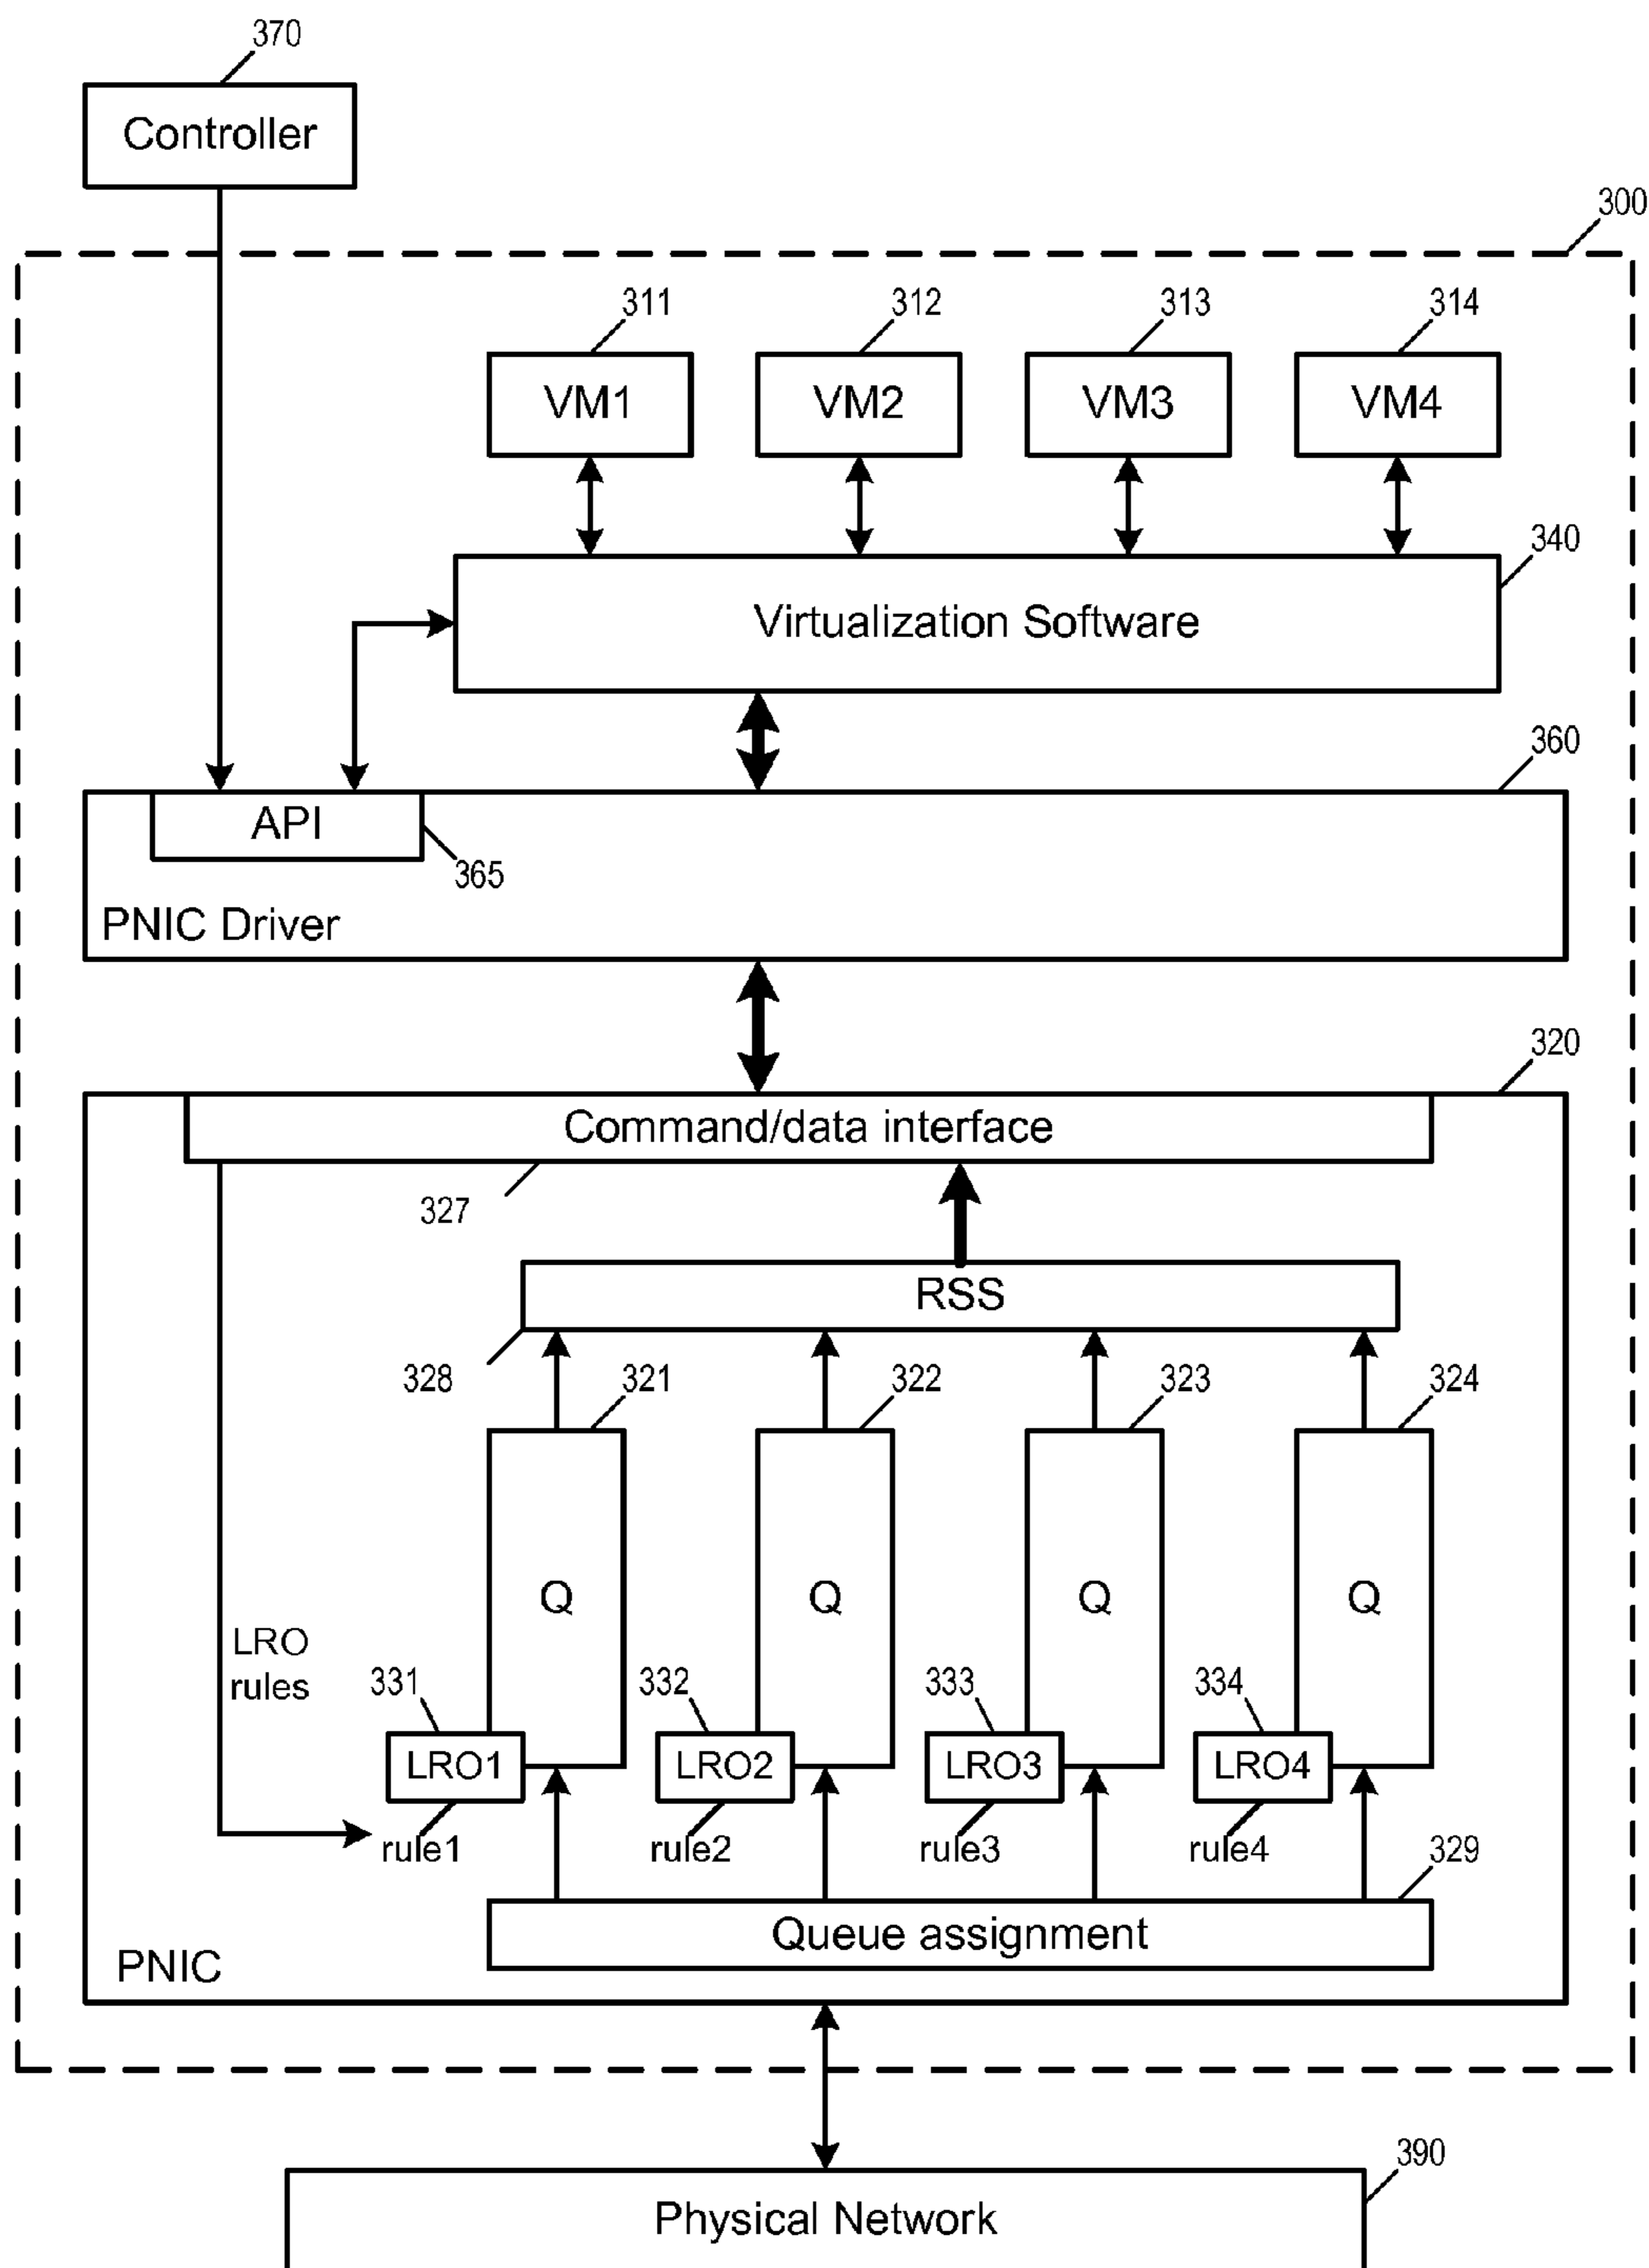 370
Controller
300
311
312
313
314
VM1
VM2
VM3
VM4
340
Virtualization Software
360
API
365
PNIC Driver
320
Command/data interface
327
RSS
328
321
322
323
324
Q
Q
Q
Q
LRO
rules
331
332
333
334
LRO1
LRO2
LRO3
LRO4
rule1
rule2
rule3
rule4
329
Queue assignment
PNIC
390
Physical Network